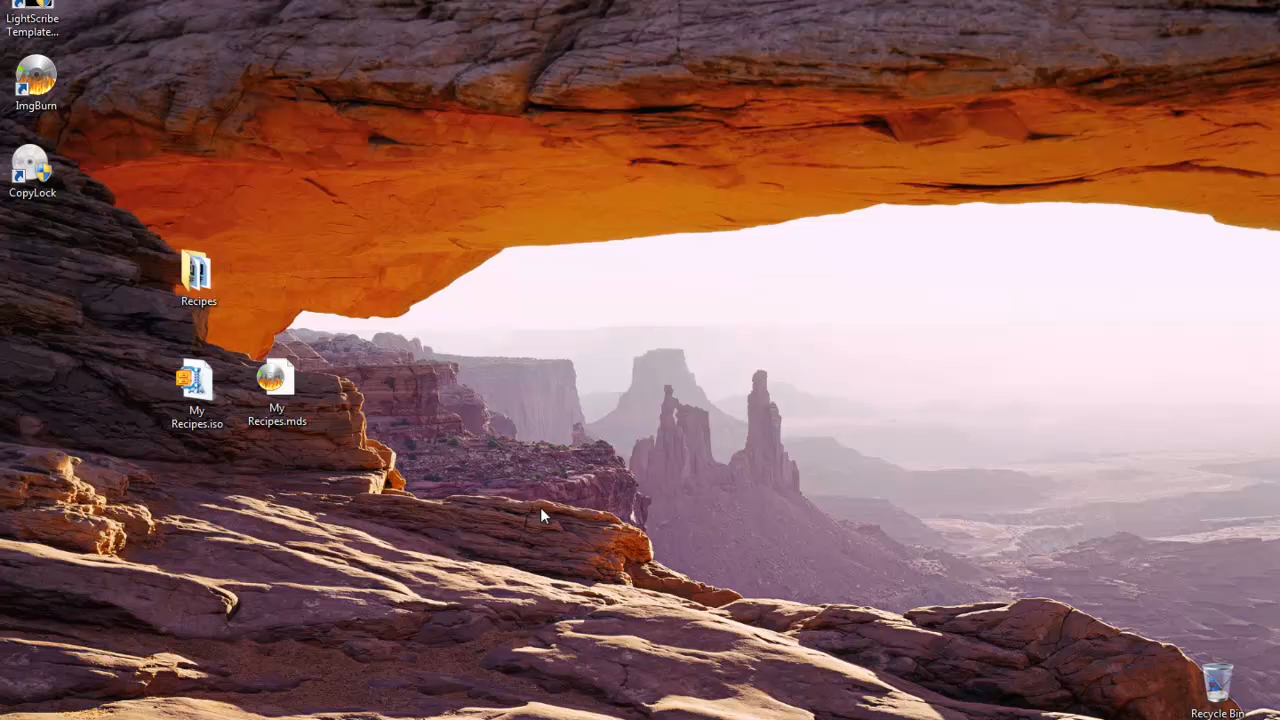 LightScribe
Template...
ImgBurn
CopyLock
Recipes
My
Recipes.iso
My
Recipes.mds
Recycle Bin